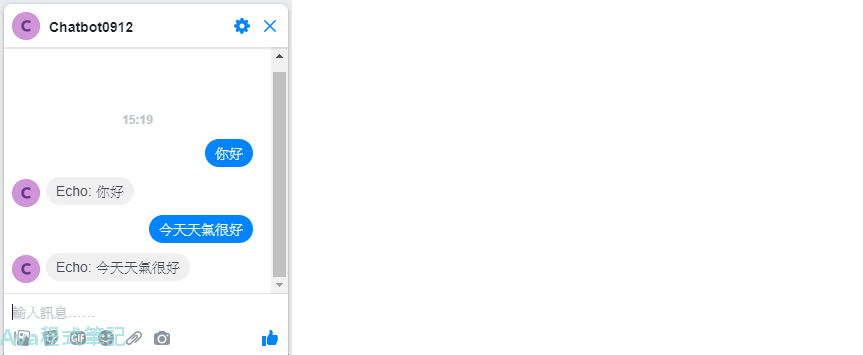 C Chatbot0912
15:19
你好
C Echo: 你好
今天天氣很好
C Echo: 今天天氣很好
輸入訊息......
GIF
Ava 程式筆記